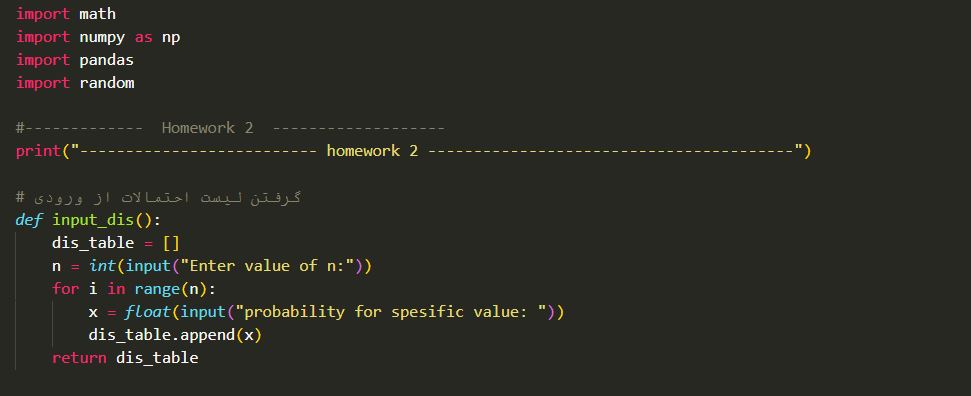 import math
import numpy as np
import pandas
import random
#-------------  Homework 2  -------------------
print("-------------------------- homework 2 ----------------------------------------")
# گرفتن لیست احتمالات از ورودی
def input_dis():
    dis_table = []
    n = int(input("Enter value of n:"))
    for i in range(n):
        x = float(input("probability for spesific value: "))
        dis_table.append(x)
    return dis_table